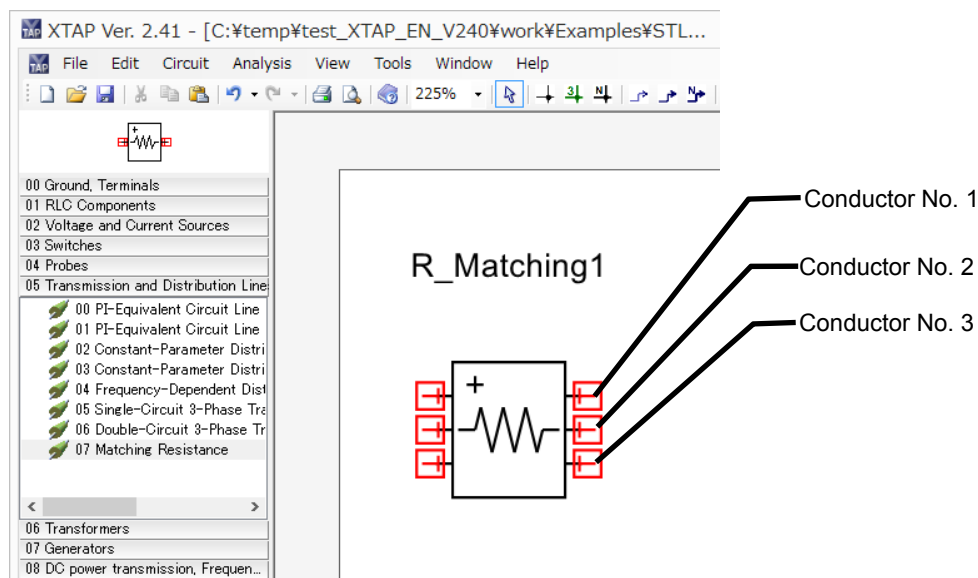 XTAP Ver. 2.41 - [C:¥temp¥test_XTAP_EN_V240¥work¥Examples¥STL...
TAP File Edit Circuit Analysis View Tools Window Help
225% 3 N N
+
00 Ground, Terminals
01 RLC Components
02 Voltage and Current Sources
03 Switches
04 Probes
05 Transmission and Distribution Line
00 PI-Equivalent Circuit Line
01 PI-Equivalent Circuit Line
02 Constant-Parameter Distri
03 Constant-Parameter Distri
04 Frequency-Dependent Dist
05 Single-Circuit 3-Phase Tra
06 Double-Circuit 3-Phase Tr
07 Matching Resistance
06 Transformers
07 Generators
08 DC power transmission, Frequen...
R_Matching1
+
Conductor No. 1
Conductor No. 2
Conductor No. 3